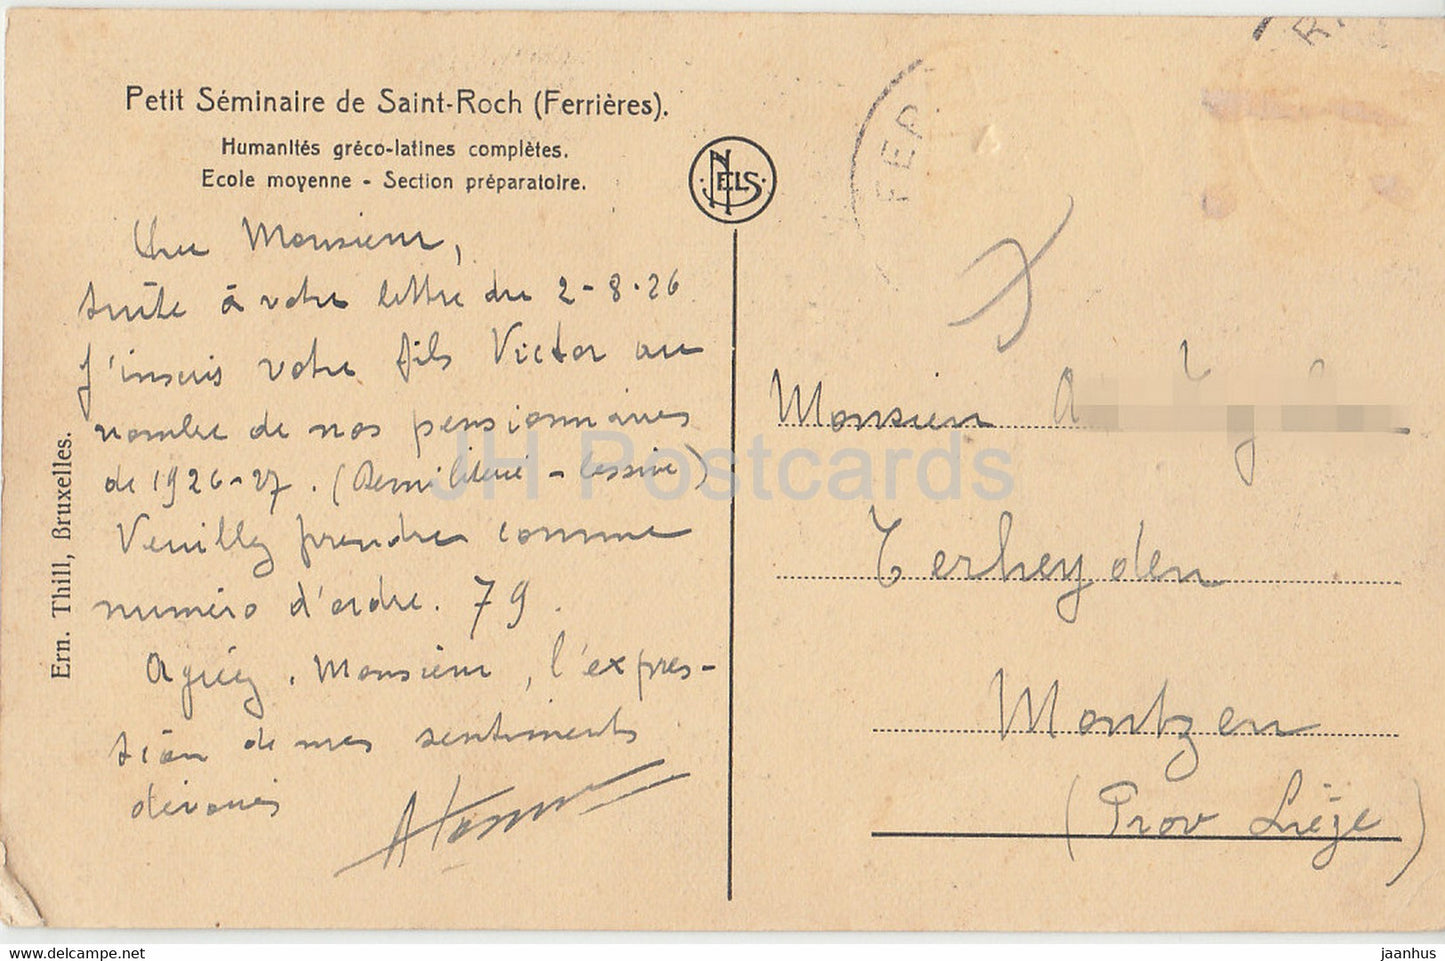 Petit Séminaire de Saint-Roch (Ferrières).
Humanités gréco-latines complètes.
Ecole moyenne - Section préparatoire.
NELS
Ern. Thill, Bruxelles.
Cher Monsieur,
suite à votre lettre du 2-8-26
j'inscris votre fils Victor au
nombre de nos pensionnaires
de 1926-27. (Demi literie - lessive)
Veuillez prendre comme
numéro d'ordre. 79.
Agréez, Monsieur, l'expres-
sion de mes sentiments
dévoués
FER
Monsieur
Terheyden
Montzen
(Prov Liège)
JH Postcards
jaanhus